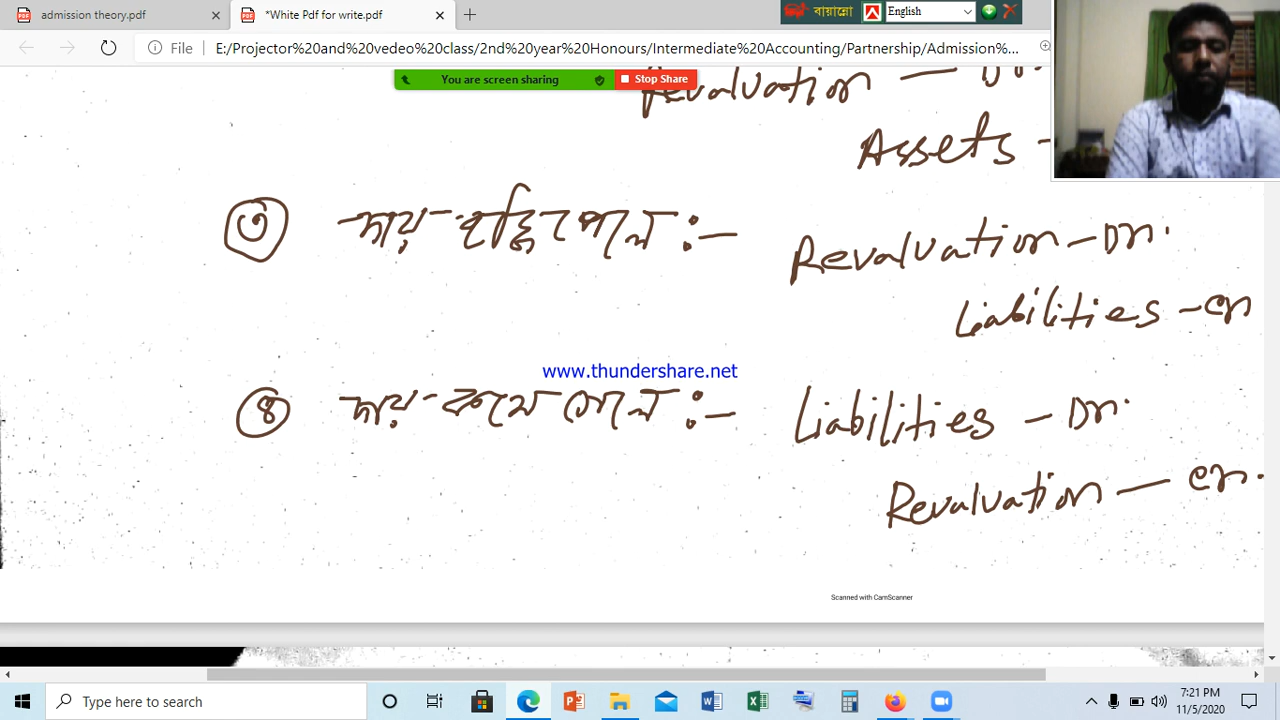 admission theory.pdf
*White Pdf for write.pdf
বায়ান্নো
English
File
E:/Projector%20and%20vedeo%20class/2nd%20year%20Honours/Intermediate%20Accounting/Partnership/Admission%...
You are screen sharing
Stop Share
Revaluation — Dr.
Assets -
৩ দায় বৃদ্ধি পেলে :-
Revaluation - Dr.
Liabilities - Cr
www.thundershare.net
৪ দায় কমে গেলে :-
Liabilities - Dr.
Revaluation — Cr.
Scanned with CamScanner
Type here to search
7:21 PM
11/5/2020